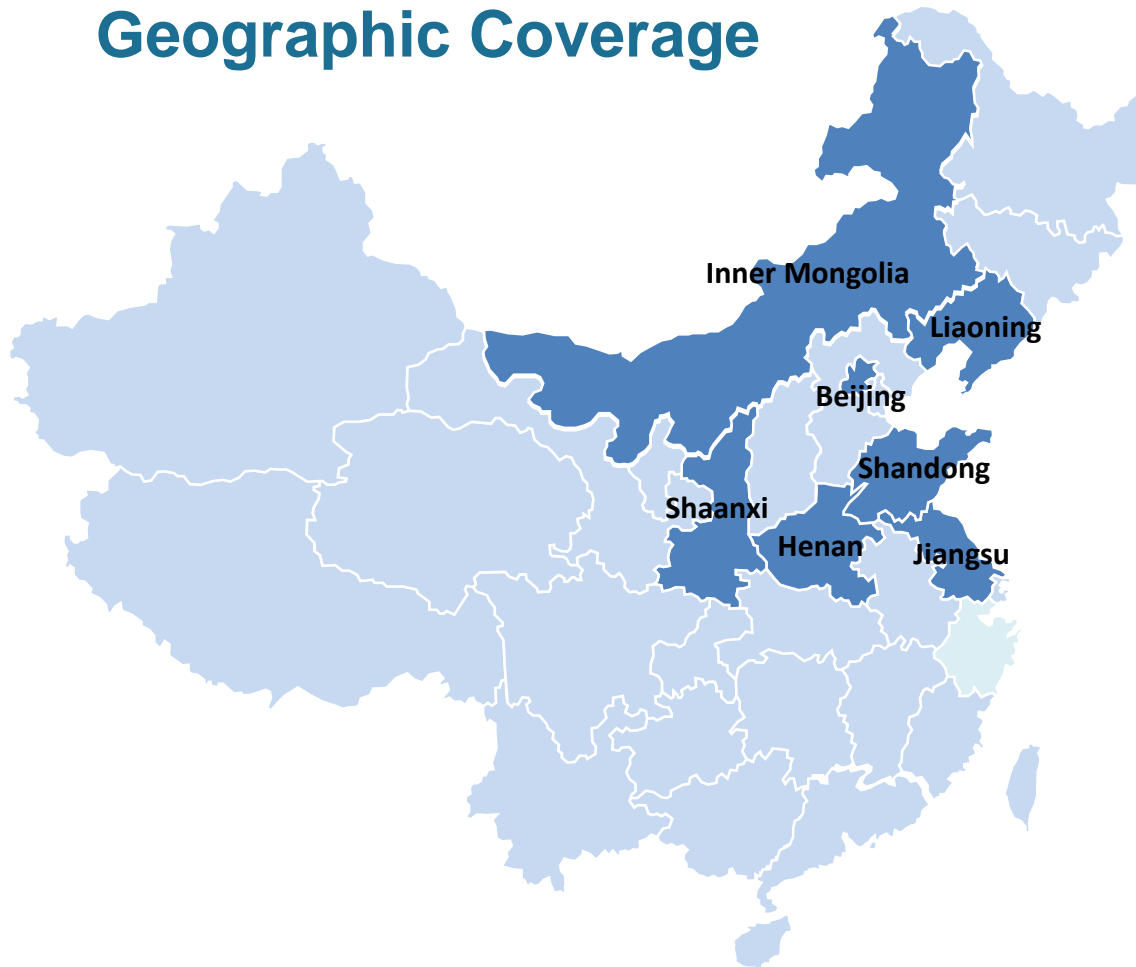 Geographic Coverage
Inner Mongolia
Liaoning
Beijing
Shandong
Shaanxi
Henan
Jiangsu